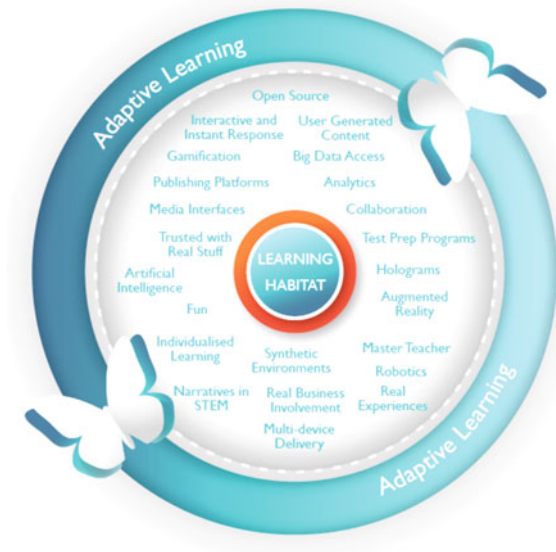 Adaptive Learning
Open Source
Interactive and
Instant Response
User Generated
Content
Gamification
Big Data Access
Publishing Platforms
Analytics
Media Interfaces
Collaboration
Trusted with
Real Stuff
Test Prep Programs
LEARNING
HABITAT
Artificial
Intelligence
Holograms
Fun
Augmented
Reality
Individualised
Learning
Synthetic
Environments
Master Teacher
Robotics
Narratives in
STEM
Real Business
Involvement
Real
Experiences
Multi-device
Delivery
Adaptive Learning